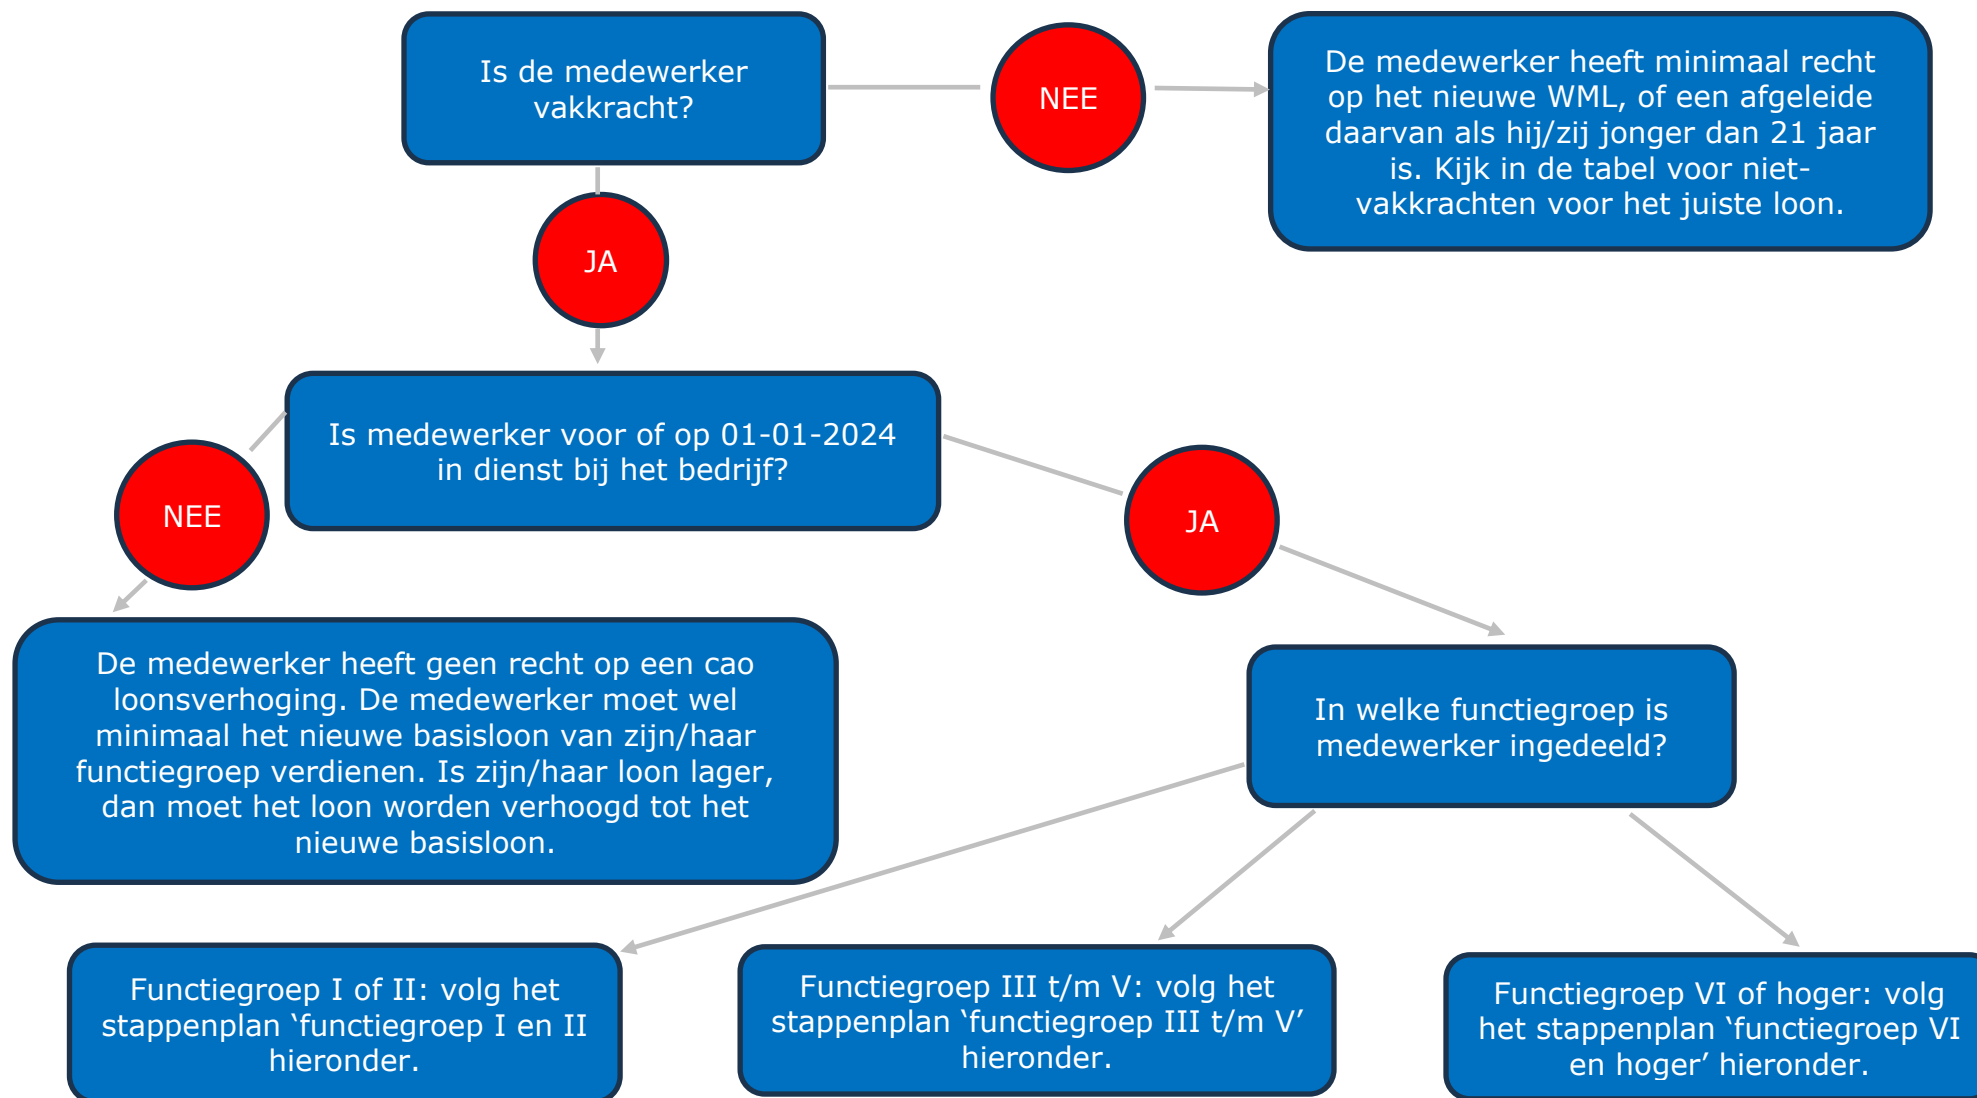 Is de medewerker
vakkracht?
NEE
De medewerker heeft minimaal recht
op het nieuwe WML, of een afgeleide
daarvan als hij/zij jonger dan 21 jaar
is. Kijk in de tabel voor niet-
vakkrachten voor het juiste loon.
JA
Is medewerker voor of op 01-01-2024
in dienst bij het bedrijf?
NEE
JA
De medewerker heeft geen recht op een cao
loonsverhoging. De medewerker moet wel
minimaal het nieuwe basisloon van zijn/haar
functiegroep verdienen. Is zijn/haar loon lager,
dan moet het loon worden verhoogd tot het
nieuwe basisloon.
In welke functiegroep is
medewerker ingedeeld?
Functiegroep I of II: volg het
stappenplan ‘functiegroep I en II
hieronder.
Functiegroep III t/m V: volg het
stappenplan ‘functiegroep III t/m V’
hieronder.
Functiegroep VI of hoger: volg
het stappenplan ‘functiegroep VI
en hoger’ hieronder.